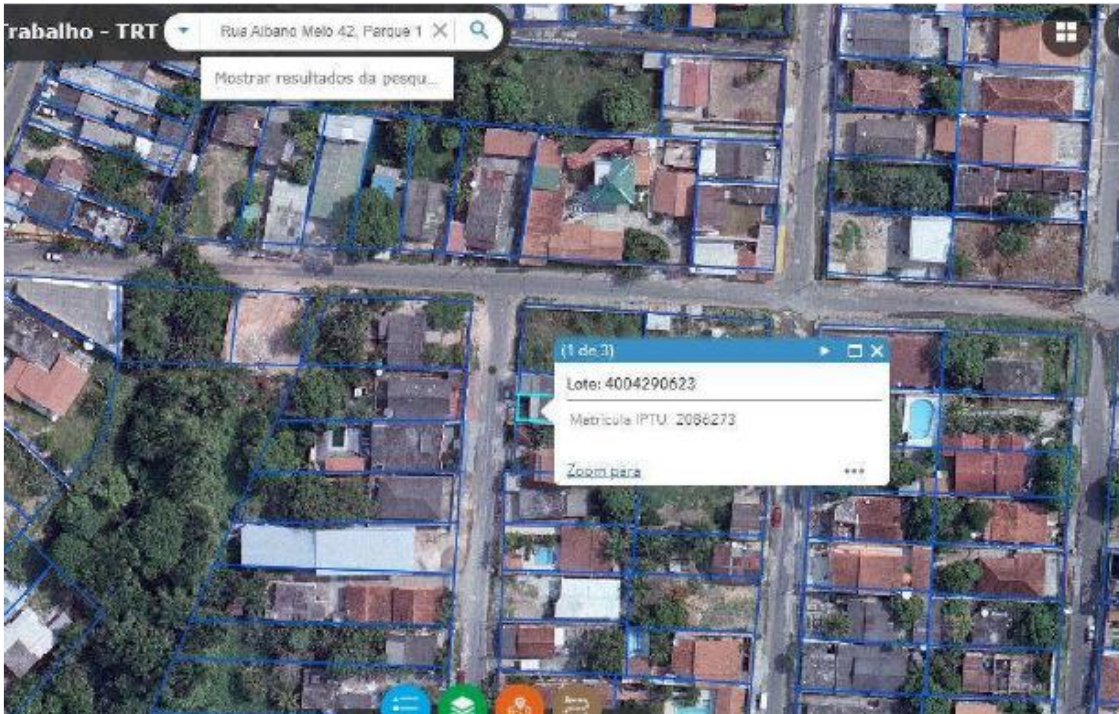 Trabalho - TRT
Rua Albano Melo 42, Parque 1
Mostrar resultados da pesqu...
(1 de 3)
Lote: 4004290623
Matrícula IPTU: 2086273
Zoom para